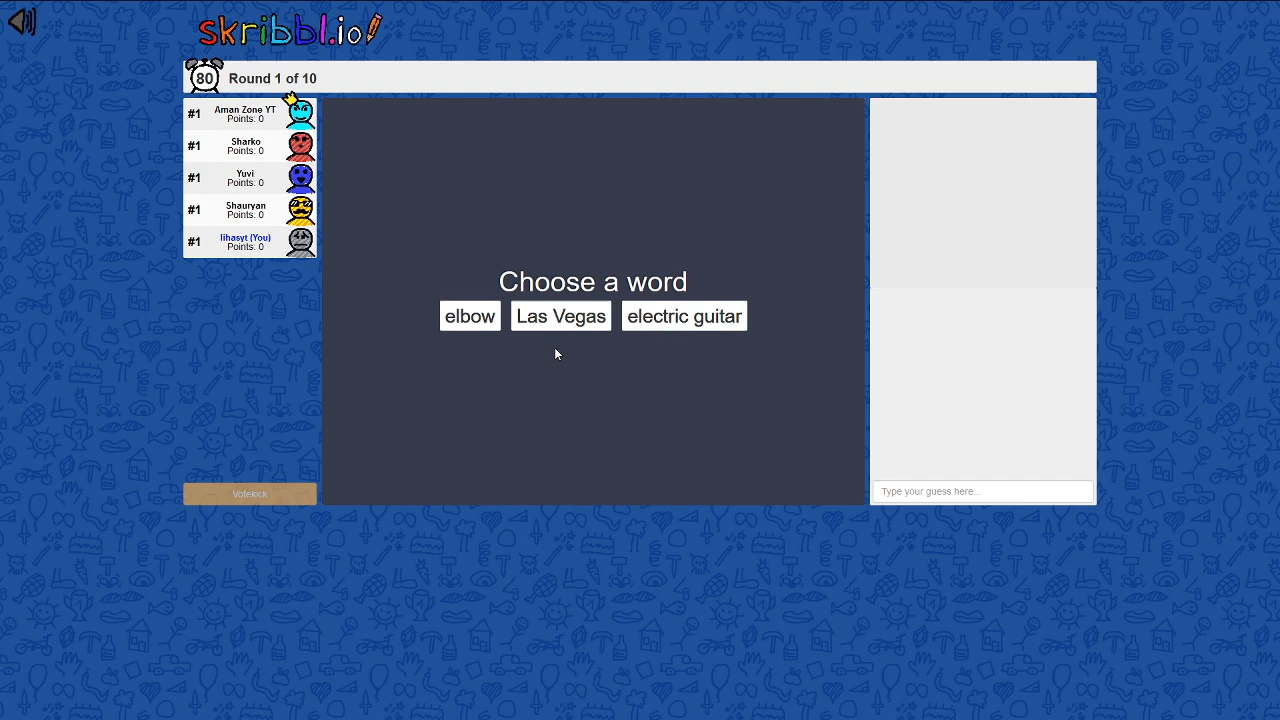 skribbl.io
80 Round 1 of 10
#1 Aman Zone YT
Points: 0
#1 Sharko
Points: 0
#1 Yuvi
Points: 0
#1 Shauryan
Points: 0
#1 lihasyt (You)
Points: 0
Choose a word
elbow Las Vegas electric guitar
Votekick
Type your guess here...